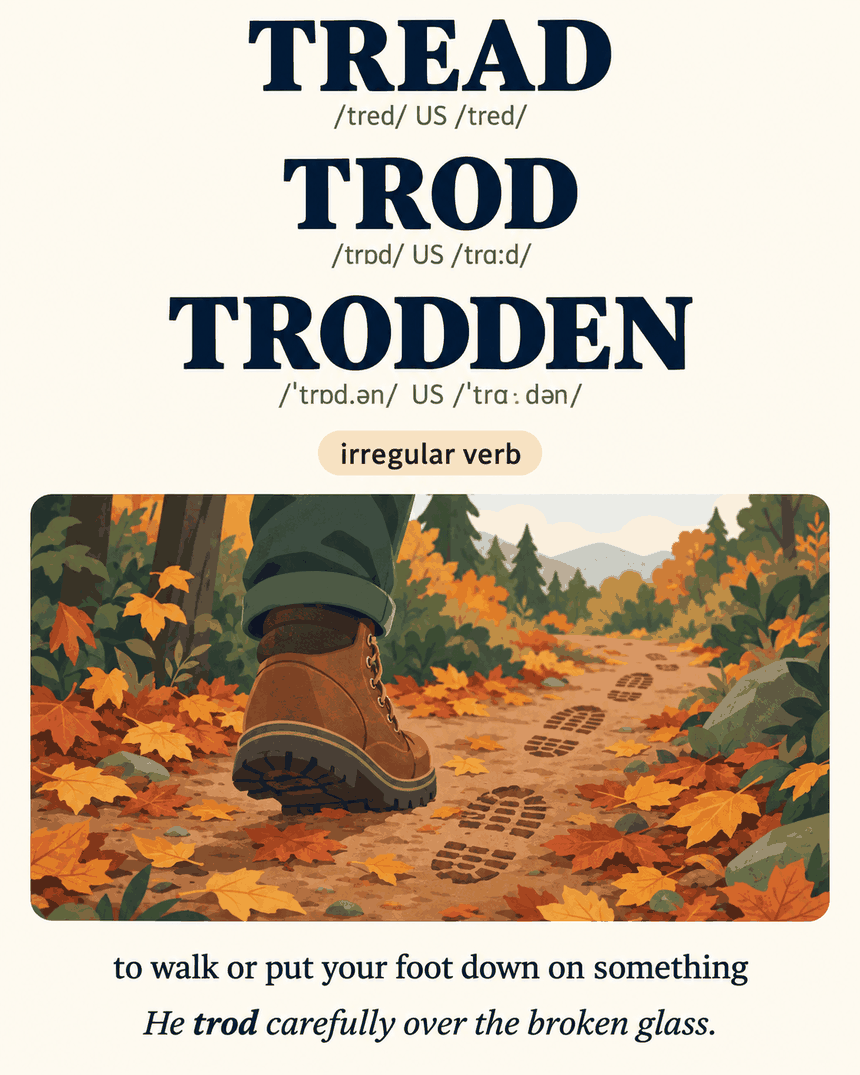 TREAD
/tred/ US /tred/
TROD
/trɒd/ US /trɑːd/
TRODDEN
/ˈtrɒd.ən/ US /ˈtrɑː.dən/
irregular verb
to walk or put your foot down on something
He trod carefully over the broken glass.